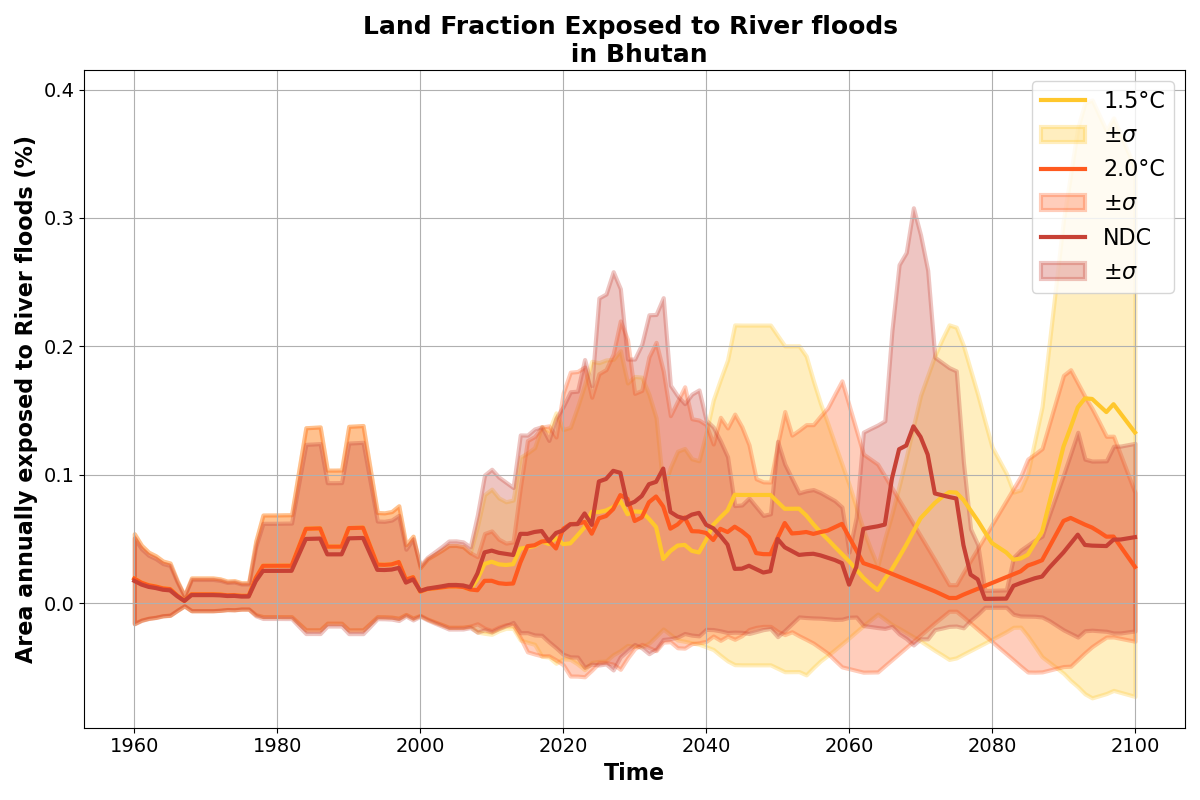 Land Fraction Exposed to River floods
in Bhutan
Area annually exposed to River floods (%)
0.4
0.3
0.2
0.1
0.0
1960 1980 2000 2020 2040 2060 2080 2100
Time
1.5°C
±σ
2.0°C
±σ
NDC
±σ